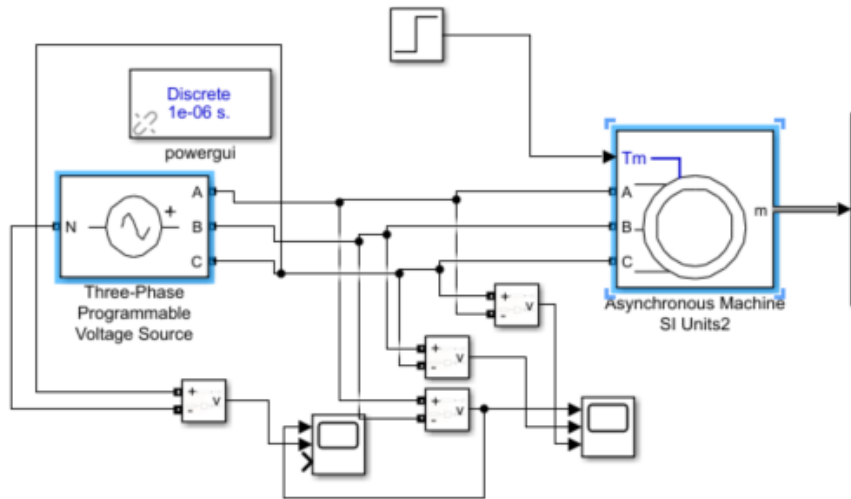 Discrete
1e-06 s.
powergui
Tm
A
A
+
N
B
B
m
C
C
Three-Phase
Programmable
Voltage Source
Asynchronous Machine
SI Units2
+
v
-
+
v
-
+
v
-
+
v
-